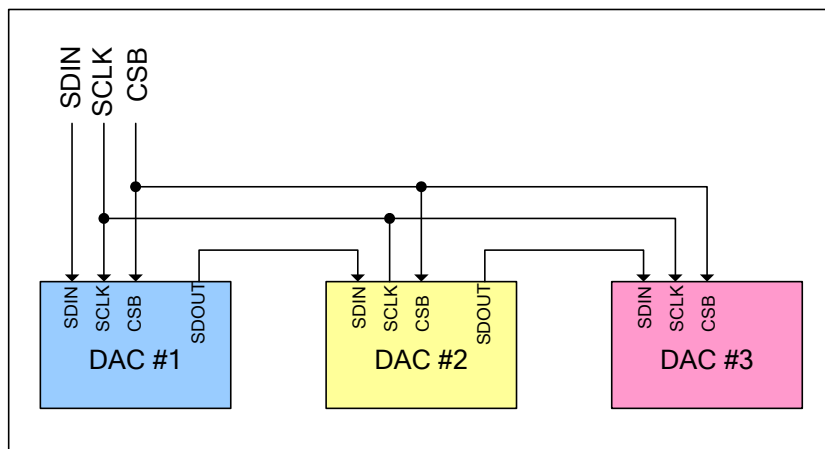 SDIN
SCLK
CSB
SDIN
SCLK
CSB
SDOUT
DAC #1
SDIN
SCLK
CSB
SDOUT
DAC #2
SDIN
SCLK
CSB
DAC #3